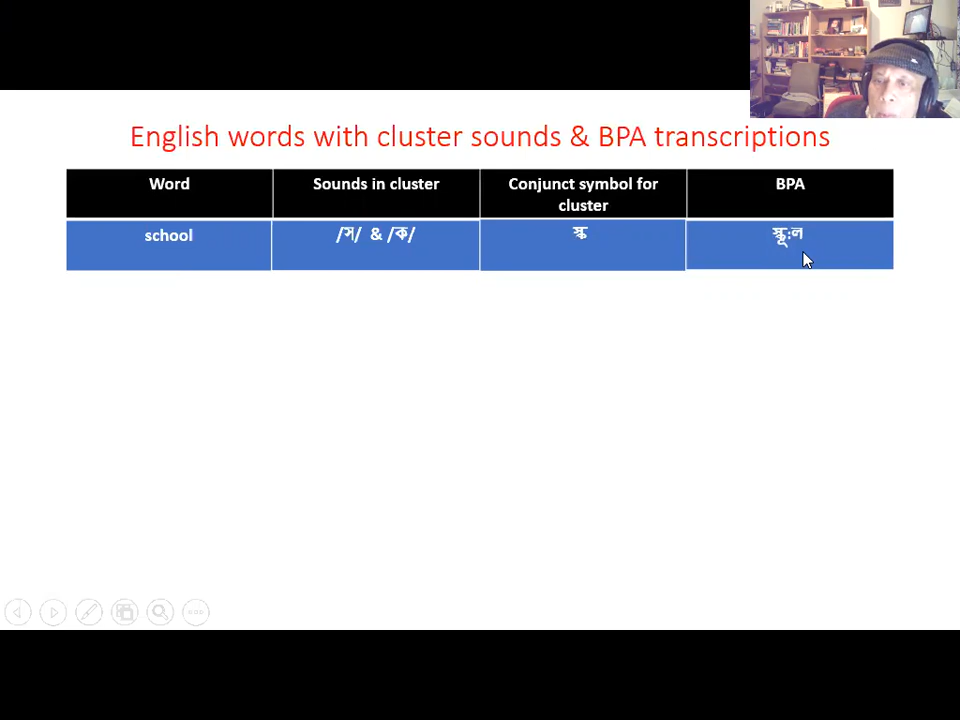 English words with cluster sounds & BPA transcriptions
Word
Sounds in cluster
Conjunct symbol for
cluster
BPA
school
/স/ & /ক/
স্ক
স্কূ:ল